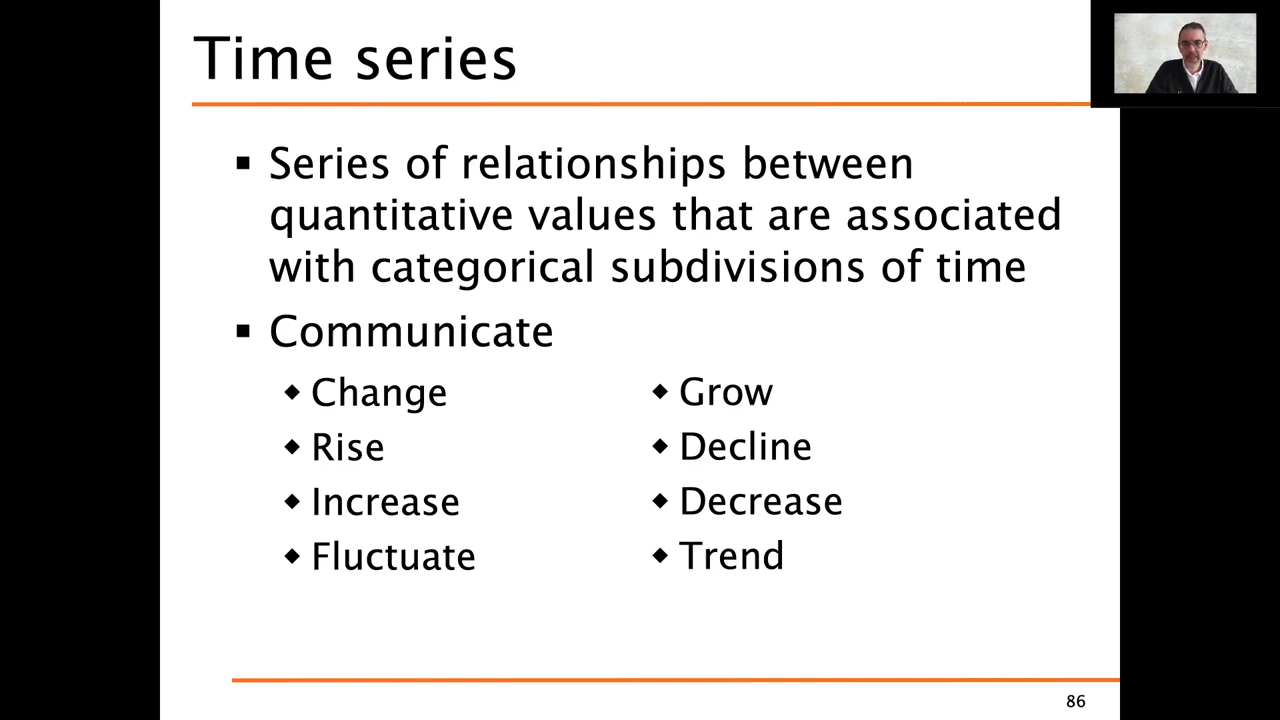 Time series
▪ Series of relationships between
quantitative values that are associated
with categorical subdivisions of time
▪ Communicate
◆ Change
◆ Rise
◆ Increase
◆ Fluctuate
◆ Grow
◆ Decline
◆ Decrease
◆ Trend
86